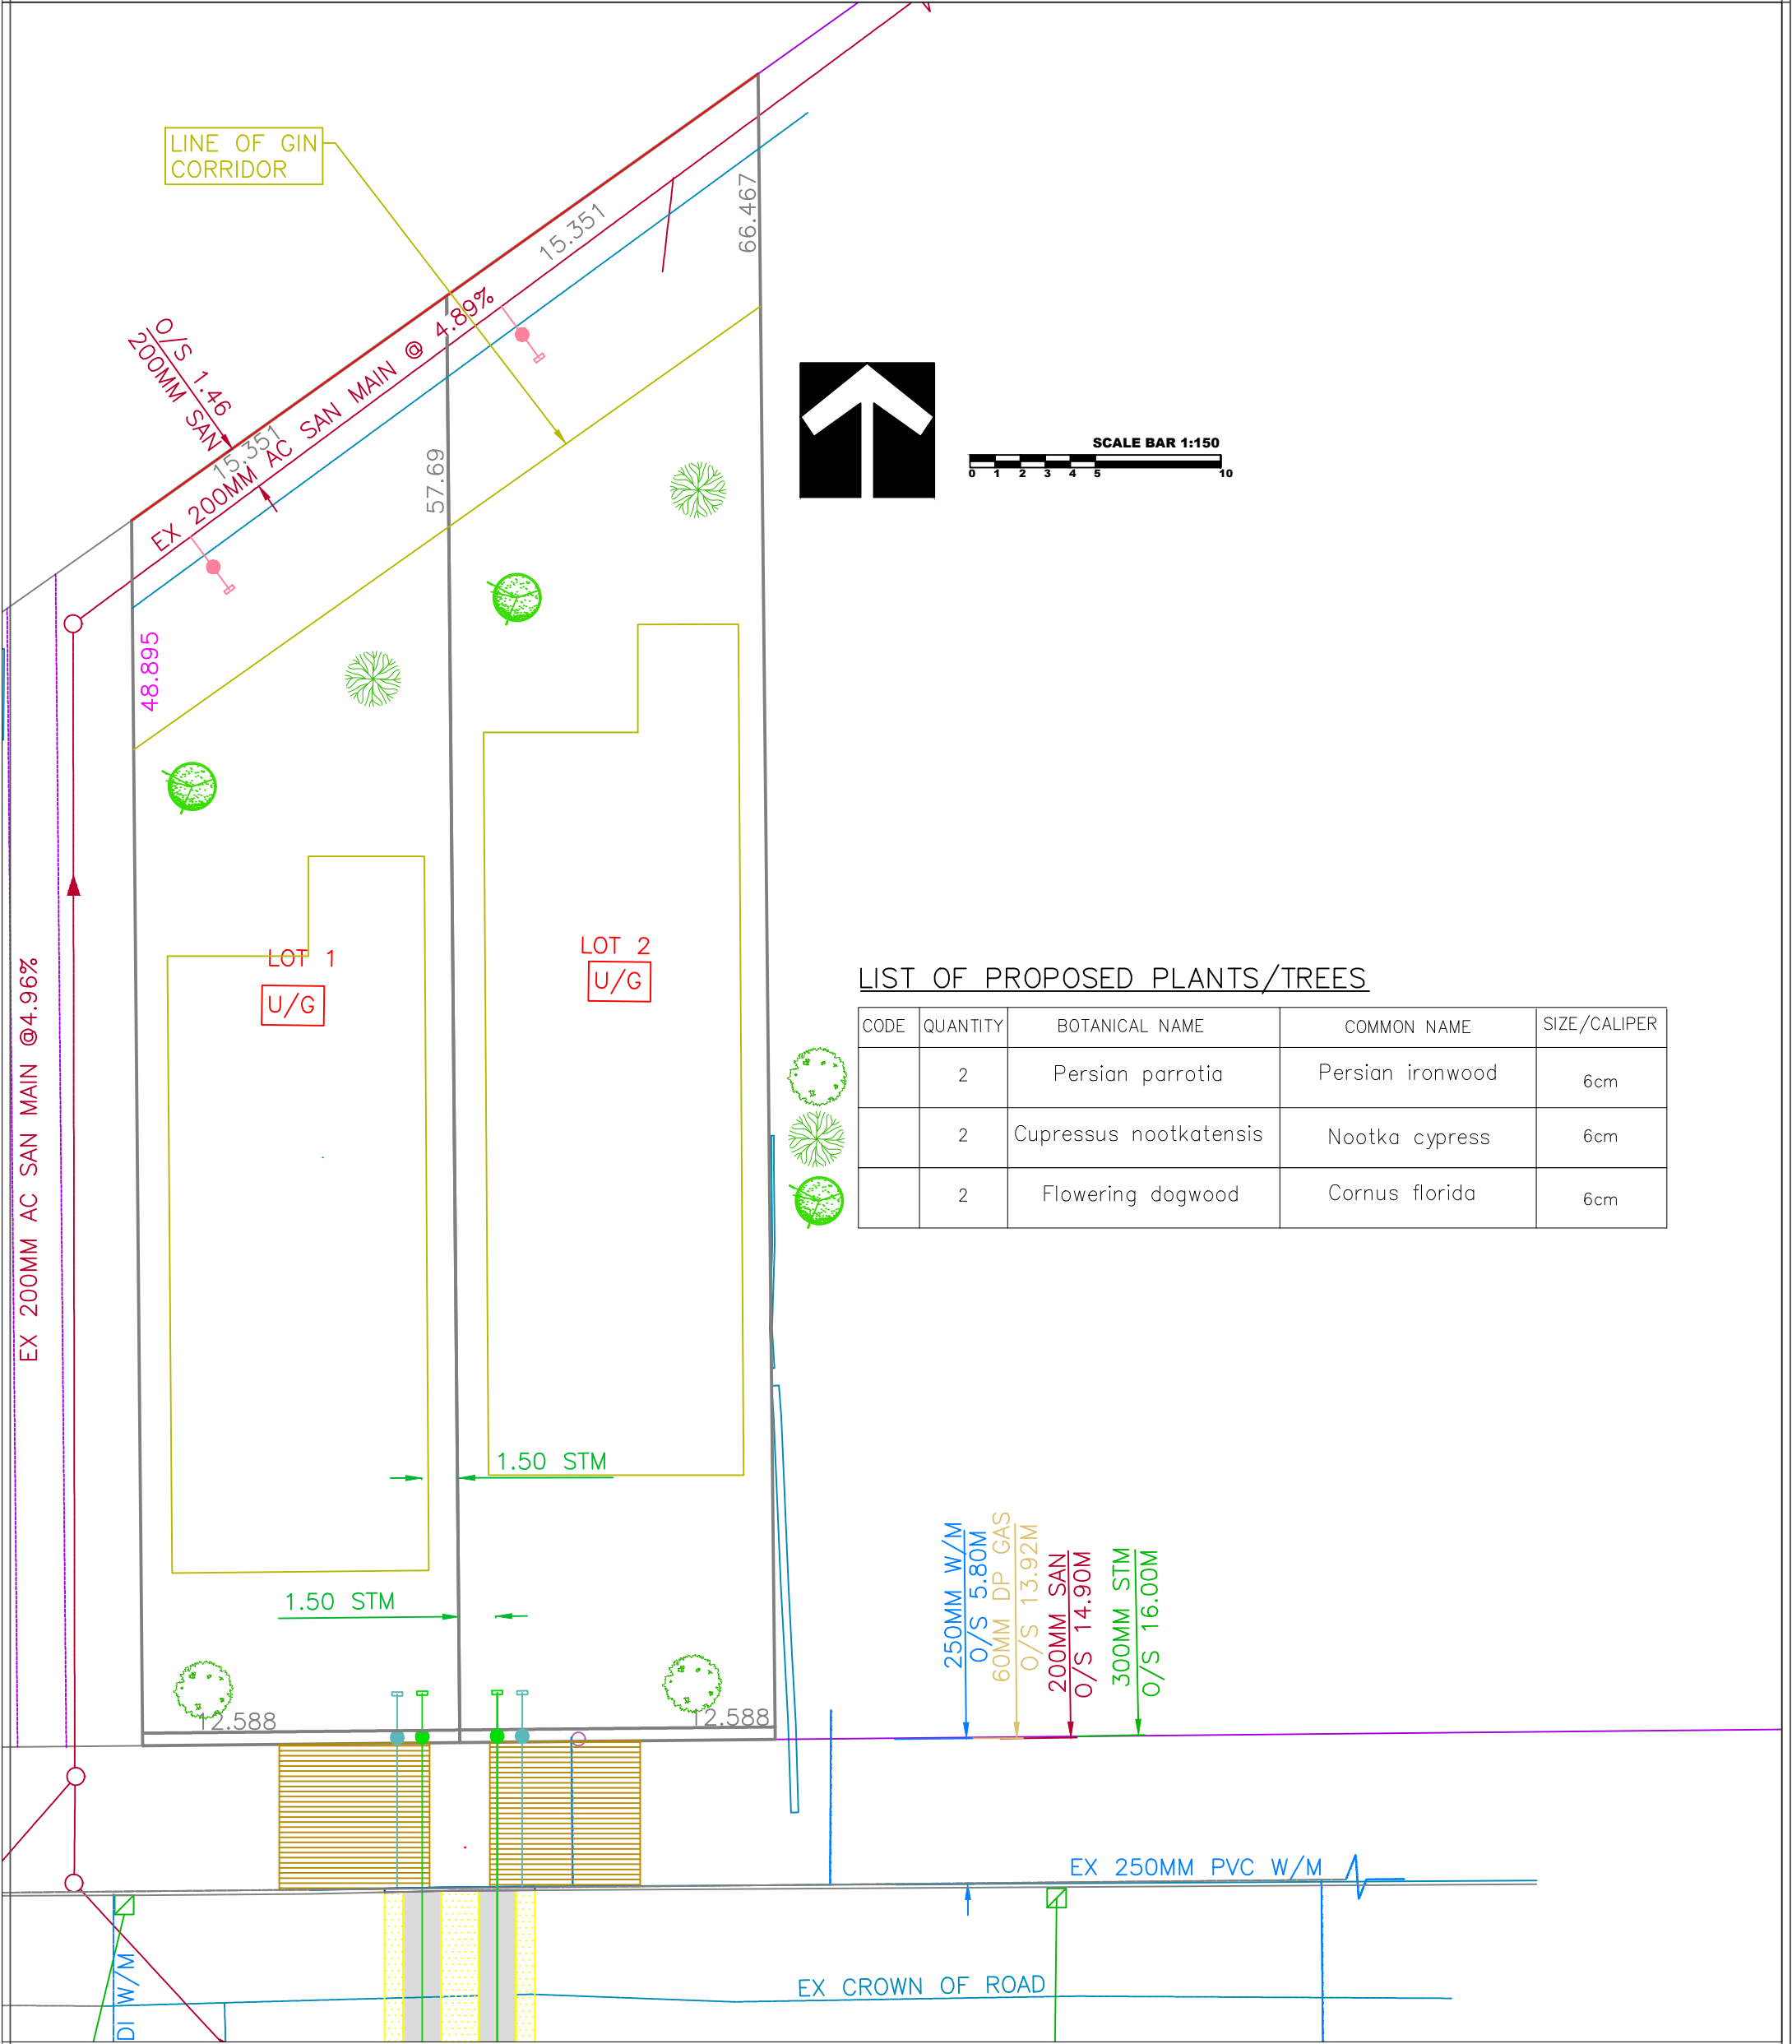 LINE OF GIN
CORRIDOR
66.467
15.351
O/S 1.46
200MM SAN
15.351
EX 200MM AC SAN MAIN @ 4.89%
57.69
SCALE BAR 1:150
0 1 2 3 4 5 10
48.895
LOT 1
U/G
LOT 2
U/G
EX 200MM AC SAN MAIN @4.96%
LIST OF PROPOSED PLANTS/TREES
CODE QUANTITY BOTANICAL NAME COMMON NAME SIZE/CALIPER
2 Persian parrotia Persian ironwood 6cm
2 Cupressus nootkatensis Nootka cypress 6cm
2 Flowering dogwood Cornus florida 6cm
1.50 STM
1.50 STM
12.588
12.588
250MM W/M
O/S 5.80M
60MM DP GAS
O/S 13.92M
200MM SAN
O/S 14.90M
300MM STM
O/S 16.00M
EX 250MM PVC W/M
DI W/M
EX CROWN OF ROAD